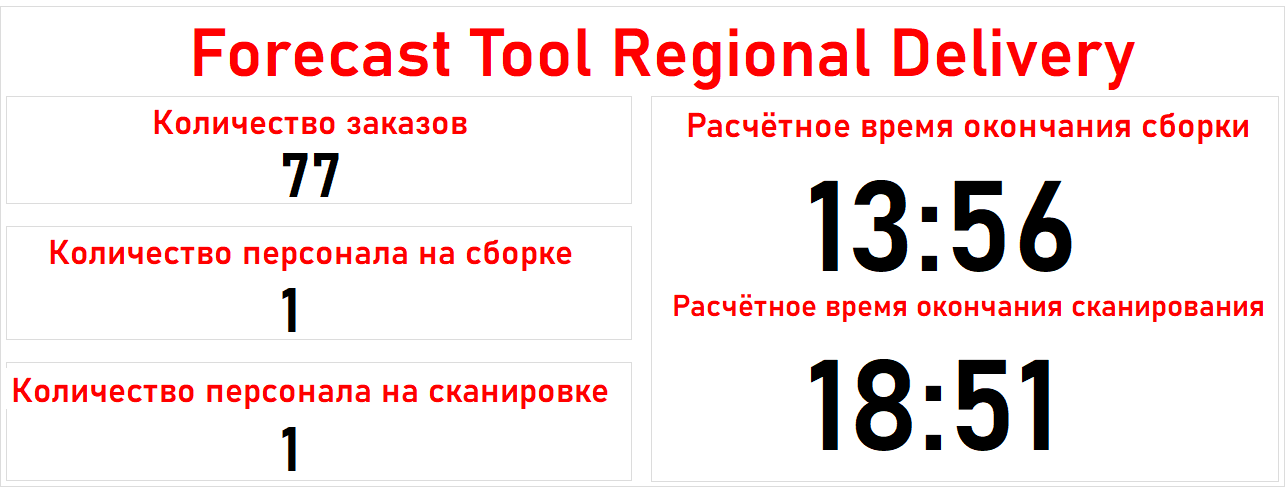 Forecast Tool Regional Delivery
Количество заказов
77
Количество персонала на сборке
1
Количество персонала на сканировке
1
Расчётное время окончания сборки
13:56
Расчётное время окончания сканирования
18:51